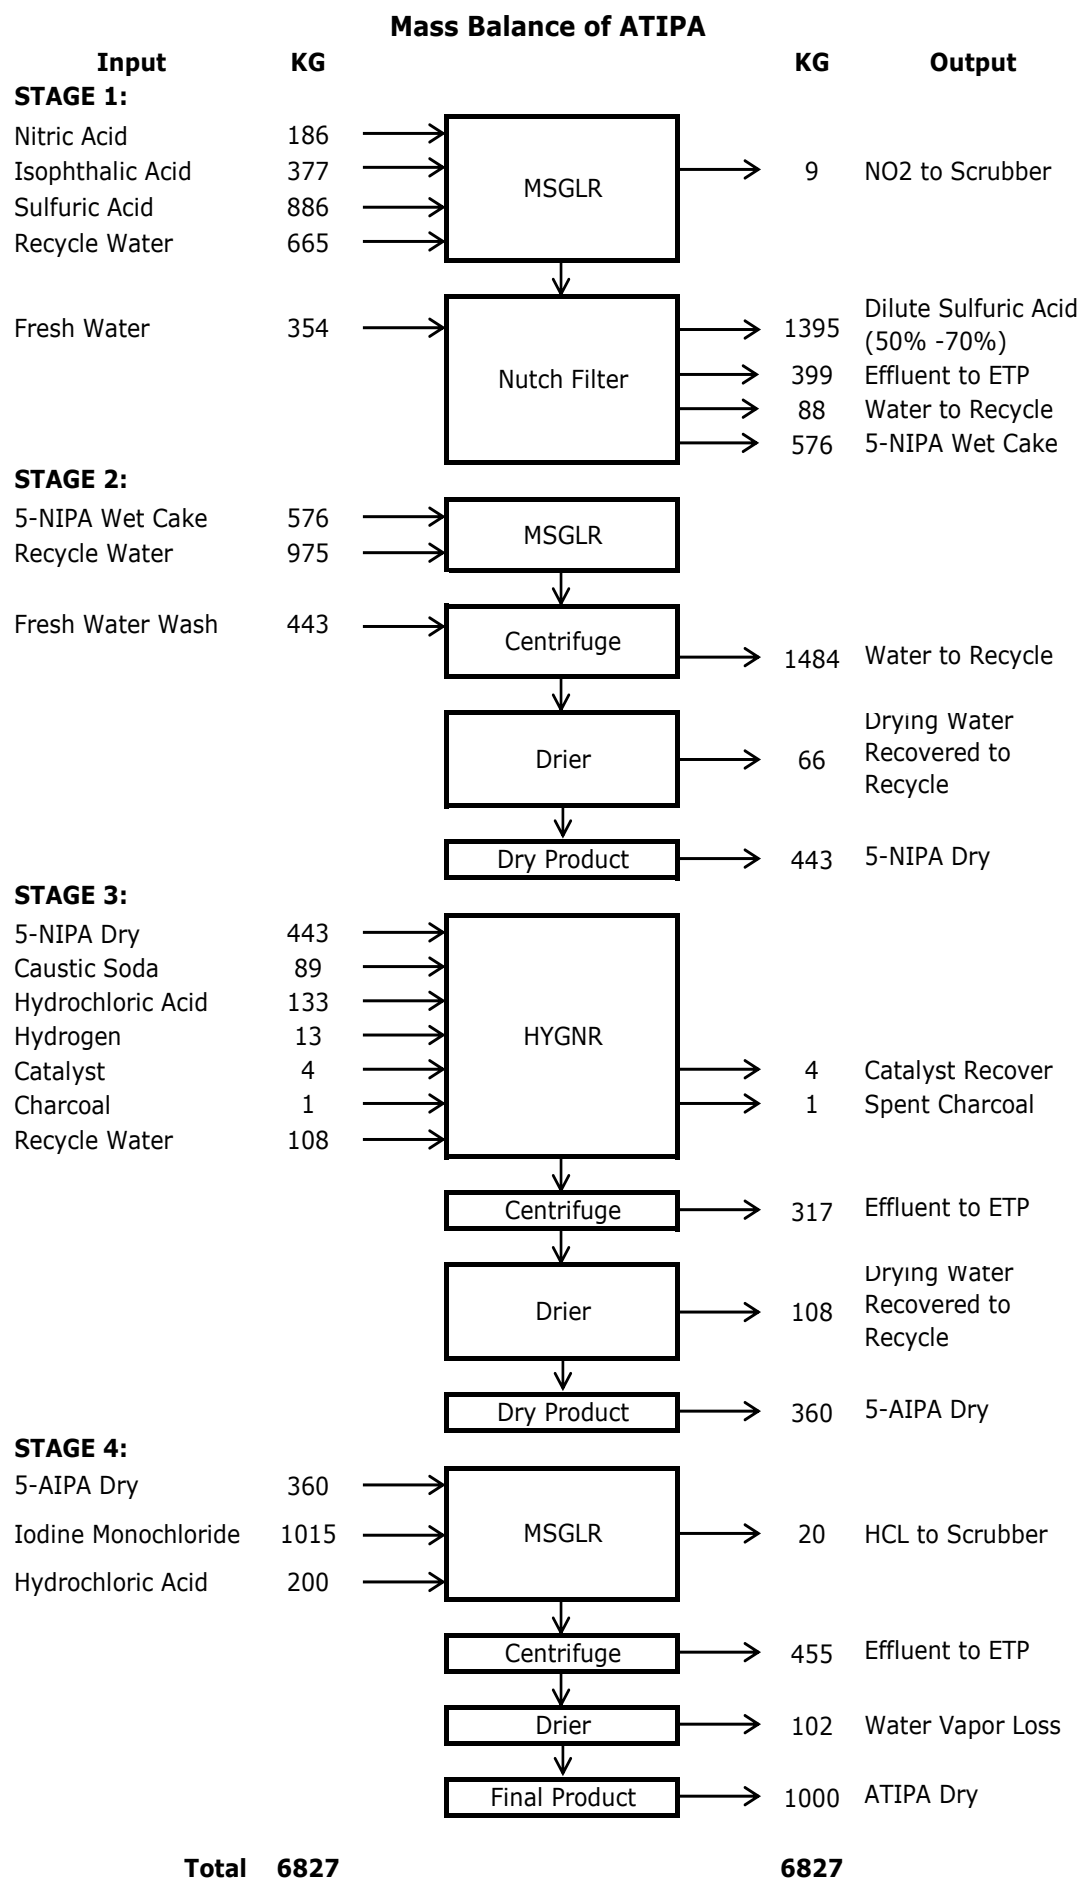 Mass Balance of ATIPA
Input KG KG Output
STAGE 1:
Nitric Acid 186
Isophthalic Acid 377 MSGLR 9 NO2 to Scrubber
Sulfuric Acid 886
Recycle Water 665
Fresh Water 354 1395 Dilute Sulfuric Acid
(50% -70%)
Nutch Filter 399 Effluent to ETP
88 Water to Recycle
576 5-NIPA Wet Cake
STAGE 2:
5-NIPA Wet Cake 576 MSGLR
Recycle Water 975
Fresh Water Wash 443 Centrifuge
1484 Water to Recycle
Drying Water
Drier 66 Recovered to
Recycle
Dry Product 443 5-NIPA Dry
STAGE 3:
5-NIPA Dry 443
Caustic Soda 89
Hydrochloric Acid 133
Hydrogen 13 HYGNR
Catalyst 4 4 Catalyst Recover
Charcoal 1 1 Spent Charcoal
Recycle Water 108
Centrifuge 317 Effluent to ETP
Drying Water
Drier 108 Recovered to
Recycle
Dry Product 360 5-AIPA Dry
STAGE 4:
5-AIPA Dry 360
Iodine Monochloride 1015 MSGLR 20 HCL to Scrubber
Hydrochloric Acid 200
Centrifuge 455 Effluent to ETP
Drier 102 Water Vapor Loss
Final Product 1000 ATIPA Dry
Total 6827 6827